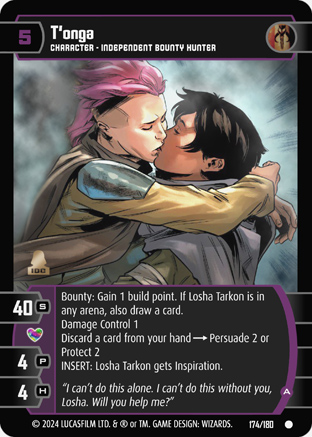 5
T'onga
CHARACTER - INDEPENDENT BOUNTY HUNTER
IDC
40 S
Bounty: Gain 1 build point. If Losha Tarkon is in
any arena, also draw a card.
Damage Control 1
Discard a card from your hand → Persuade 2 or
Protect 2
INSERT: Losha Tarkon gets Inspiration.
4 P
4 H
"I can't do this alone. I can't do this without you,
Losha. Will you help me?"
A
© 2024 LUCASFILM LTD. & ® or TM. GAME DESIGN: WIZARDS.
174/180